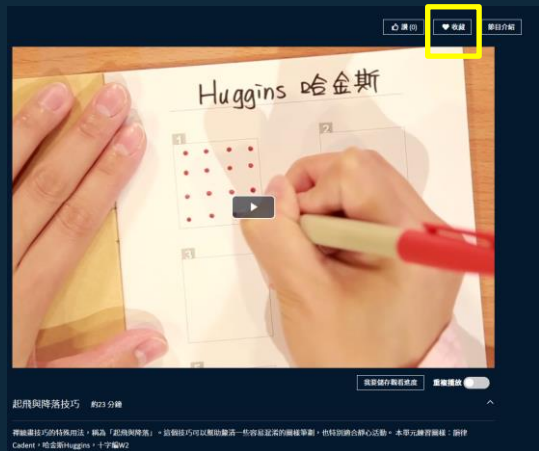 讚 (0) 收藏 節目介紹
Huggins 哈金斯
1 2
3
我要儲存觀看進度 重複播放
起飛與降落技巧 約23 分鐘
禪繞畫技巧的特殊用法,稱為「起飛與降落」。這個技巧可以幫助釐清一些容易混淆的圖樣筆劃,也特別適合靜心活動。本單元練習圖樣:韻律
Cadent,哈金斯Huggins,十字編W2